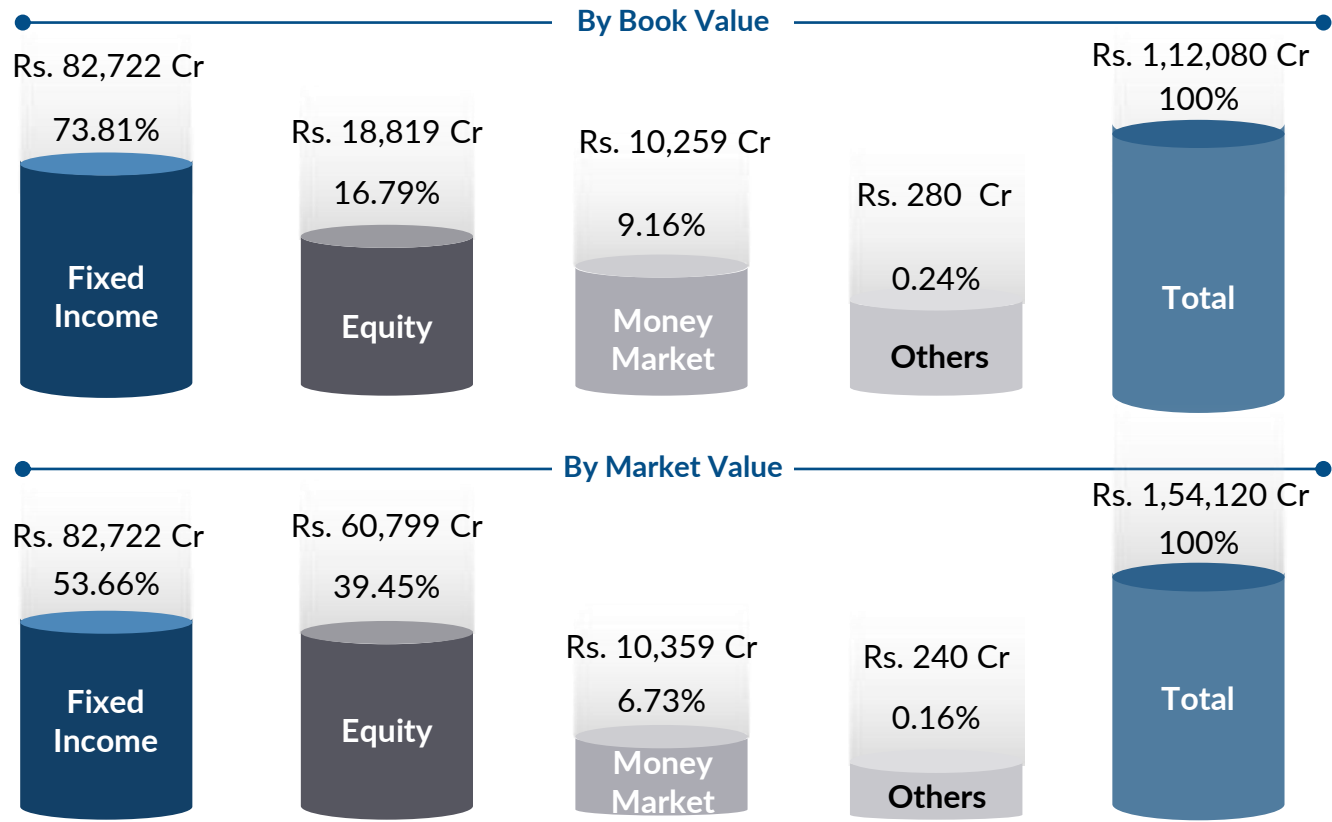 By Book Value
Rs. 82,722 Cr
73.81%
Fixed
Income
Rs. 18,819 Cr
16.79%
Equity
Rs. 10,259 Cr
9.16%
Money
Market
Rs. 280  Cr
0.24%
Others
Rs. 1,12,080 Cr
100%
Total
By Market Value
Rs. 82,722 Cr
53.66%
Fixed
Income
Rs. 60,799 Cr
39.45%
Equity
Rs. 10,359 Cr
6.73%
Money
Market
Rs. 240 Cr
0.16%
Others
Rs. 1,54,120 Cr
100%
Total